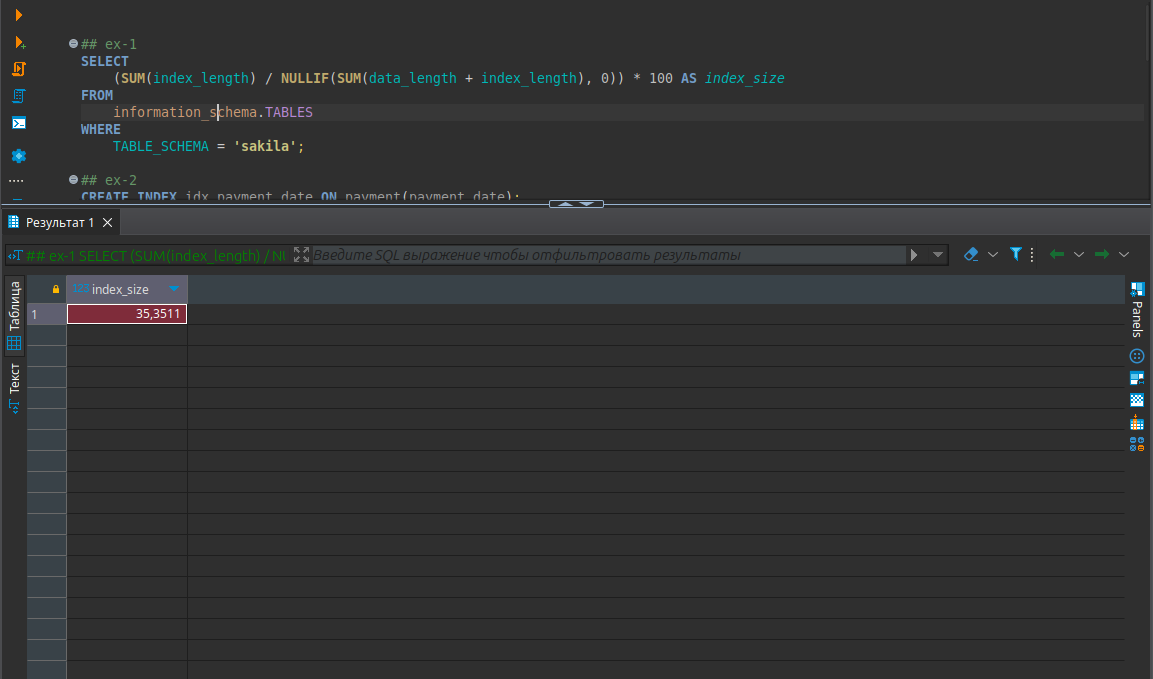 ## ex-1
SELECT
(SUM(index_length) / NULLIF(SUM(data_length + index_length), 0)) * 100 AS index_size
FROM
information_schema.TABLES
WHERE
TABLE_SCHEMA = 'sakila';
## ex-2
CREATE INDEX idx_payment_date ON payment(payment_date);
Результат 1
## ex-1 SELECT (SUM(index_length) / NU
Введите SQL выражение чтобы отфильтровать результаты
Таблица
Текст
123 index_size
1
35,3511
Panels